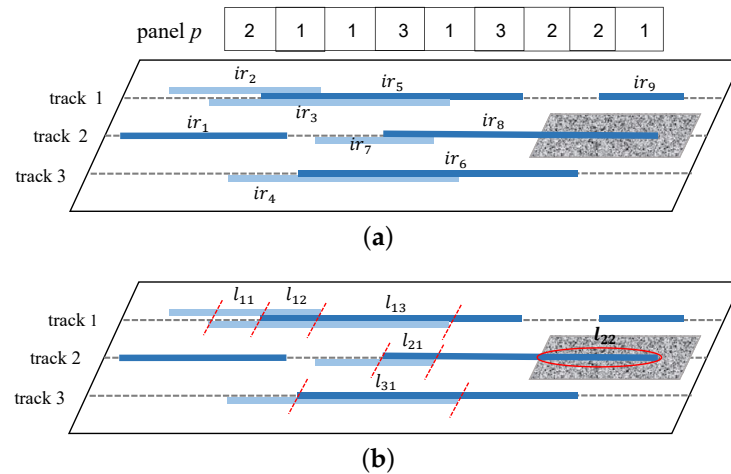 panel p 2 1 1 3 1 3 2 2 1
ir₂ ir₅ ir₉
track 1
ir₃
ir₁ ir₈
track 2
ir₇
ir₆
track 3
ir₄
(a)
l₁₁ l₁₂ l₁₃
track 1
l₂₁ l₂₂
track 2
l₃₁
track 3
(b)